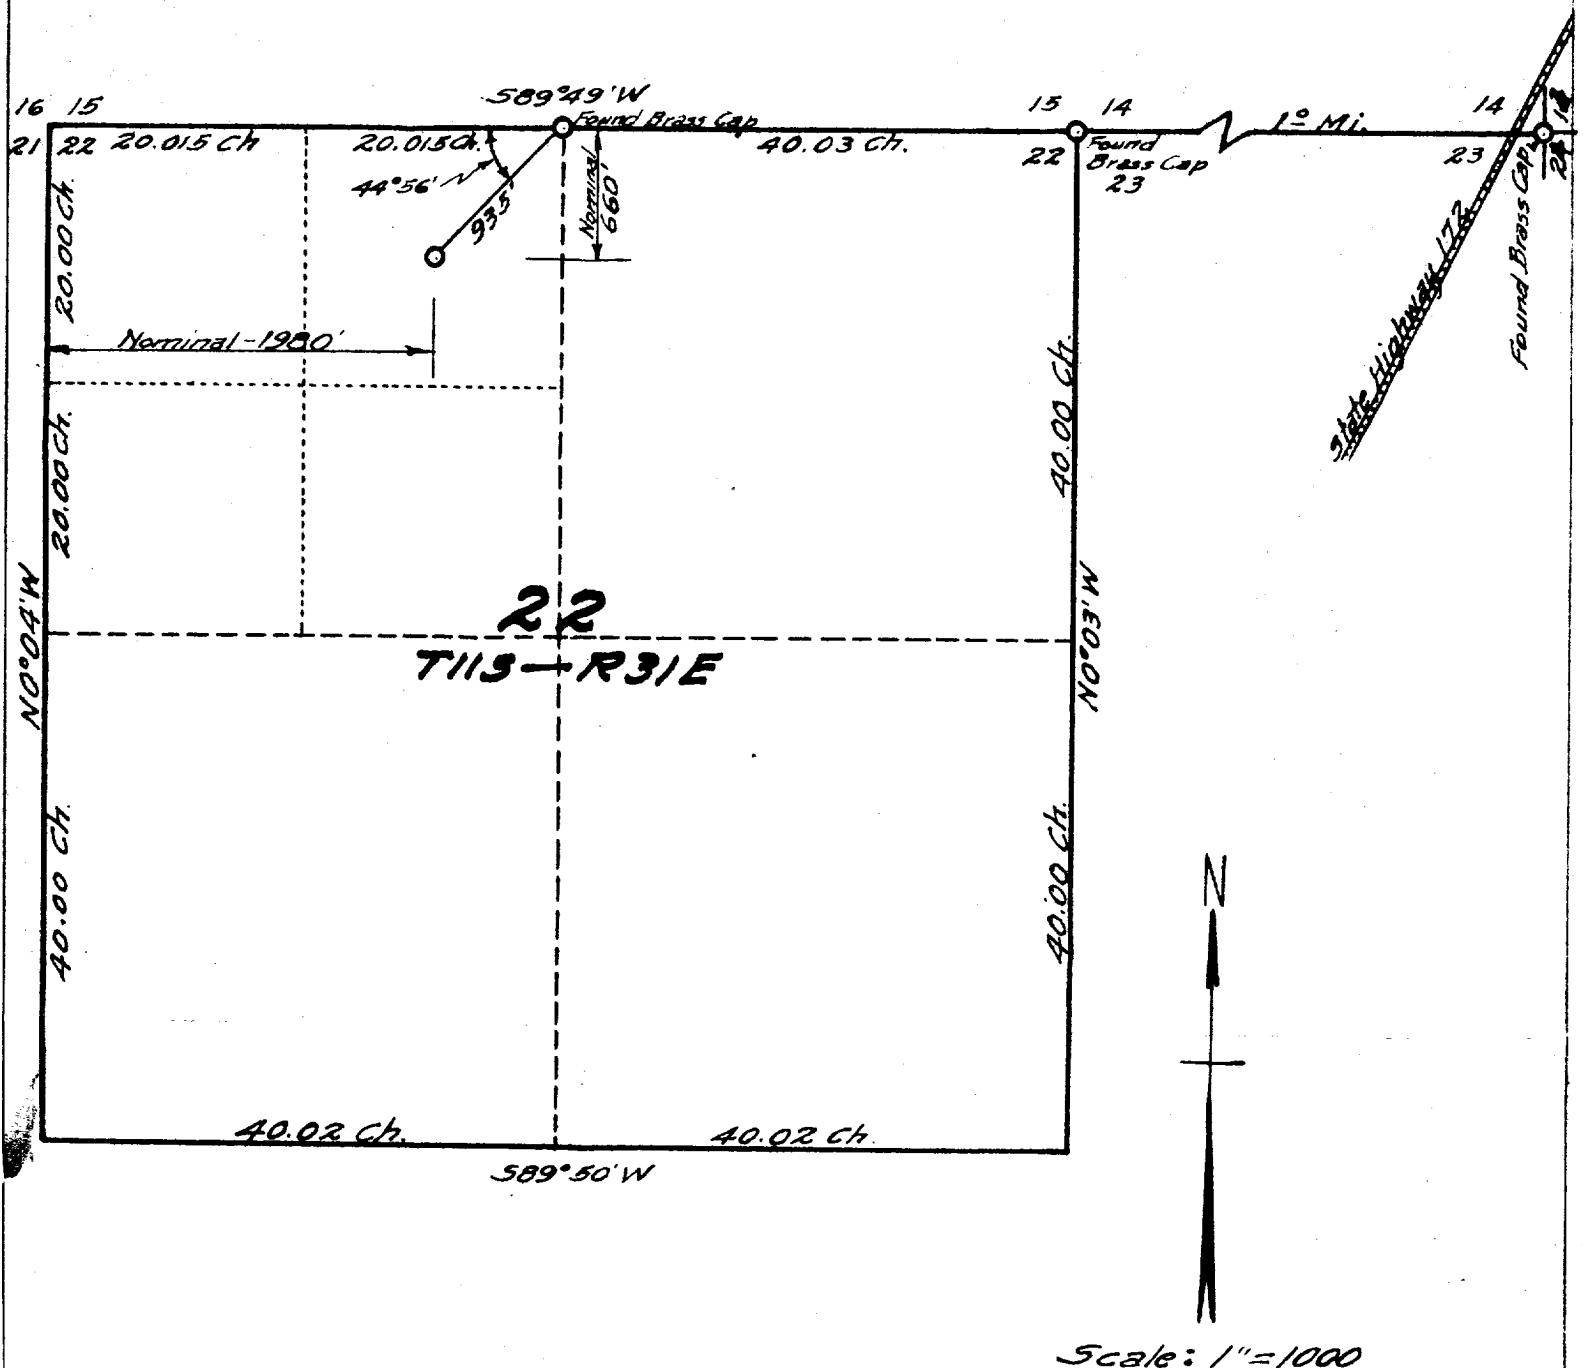 16 15
S89°49'W
Found Brass Cap
15 14
1º Mi.
14
21 22 20.015 Ch
20.015 Ch.
40.03 Ch.
22
Found
Brass Cap
23
23
24
44°56'
935'
Nominal
660'
Found Brass Cap
State Highway 172
20.00 Ch.
Nominal - 1980'
20.00 Ch.
40.00 Ch.
N0°04'W
N0°03'W
22
T11S — R31E
40.00 Ch.
40.00 Ch.
N
40.02 Ch.
40.02 Ch.
S89°50'W
Scale: 1"=1000